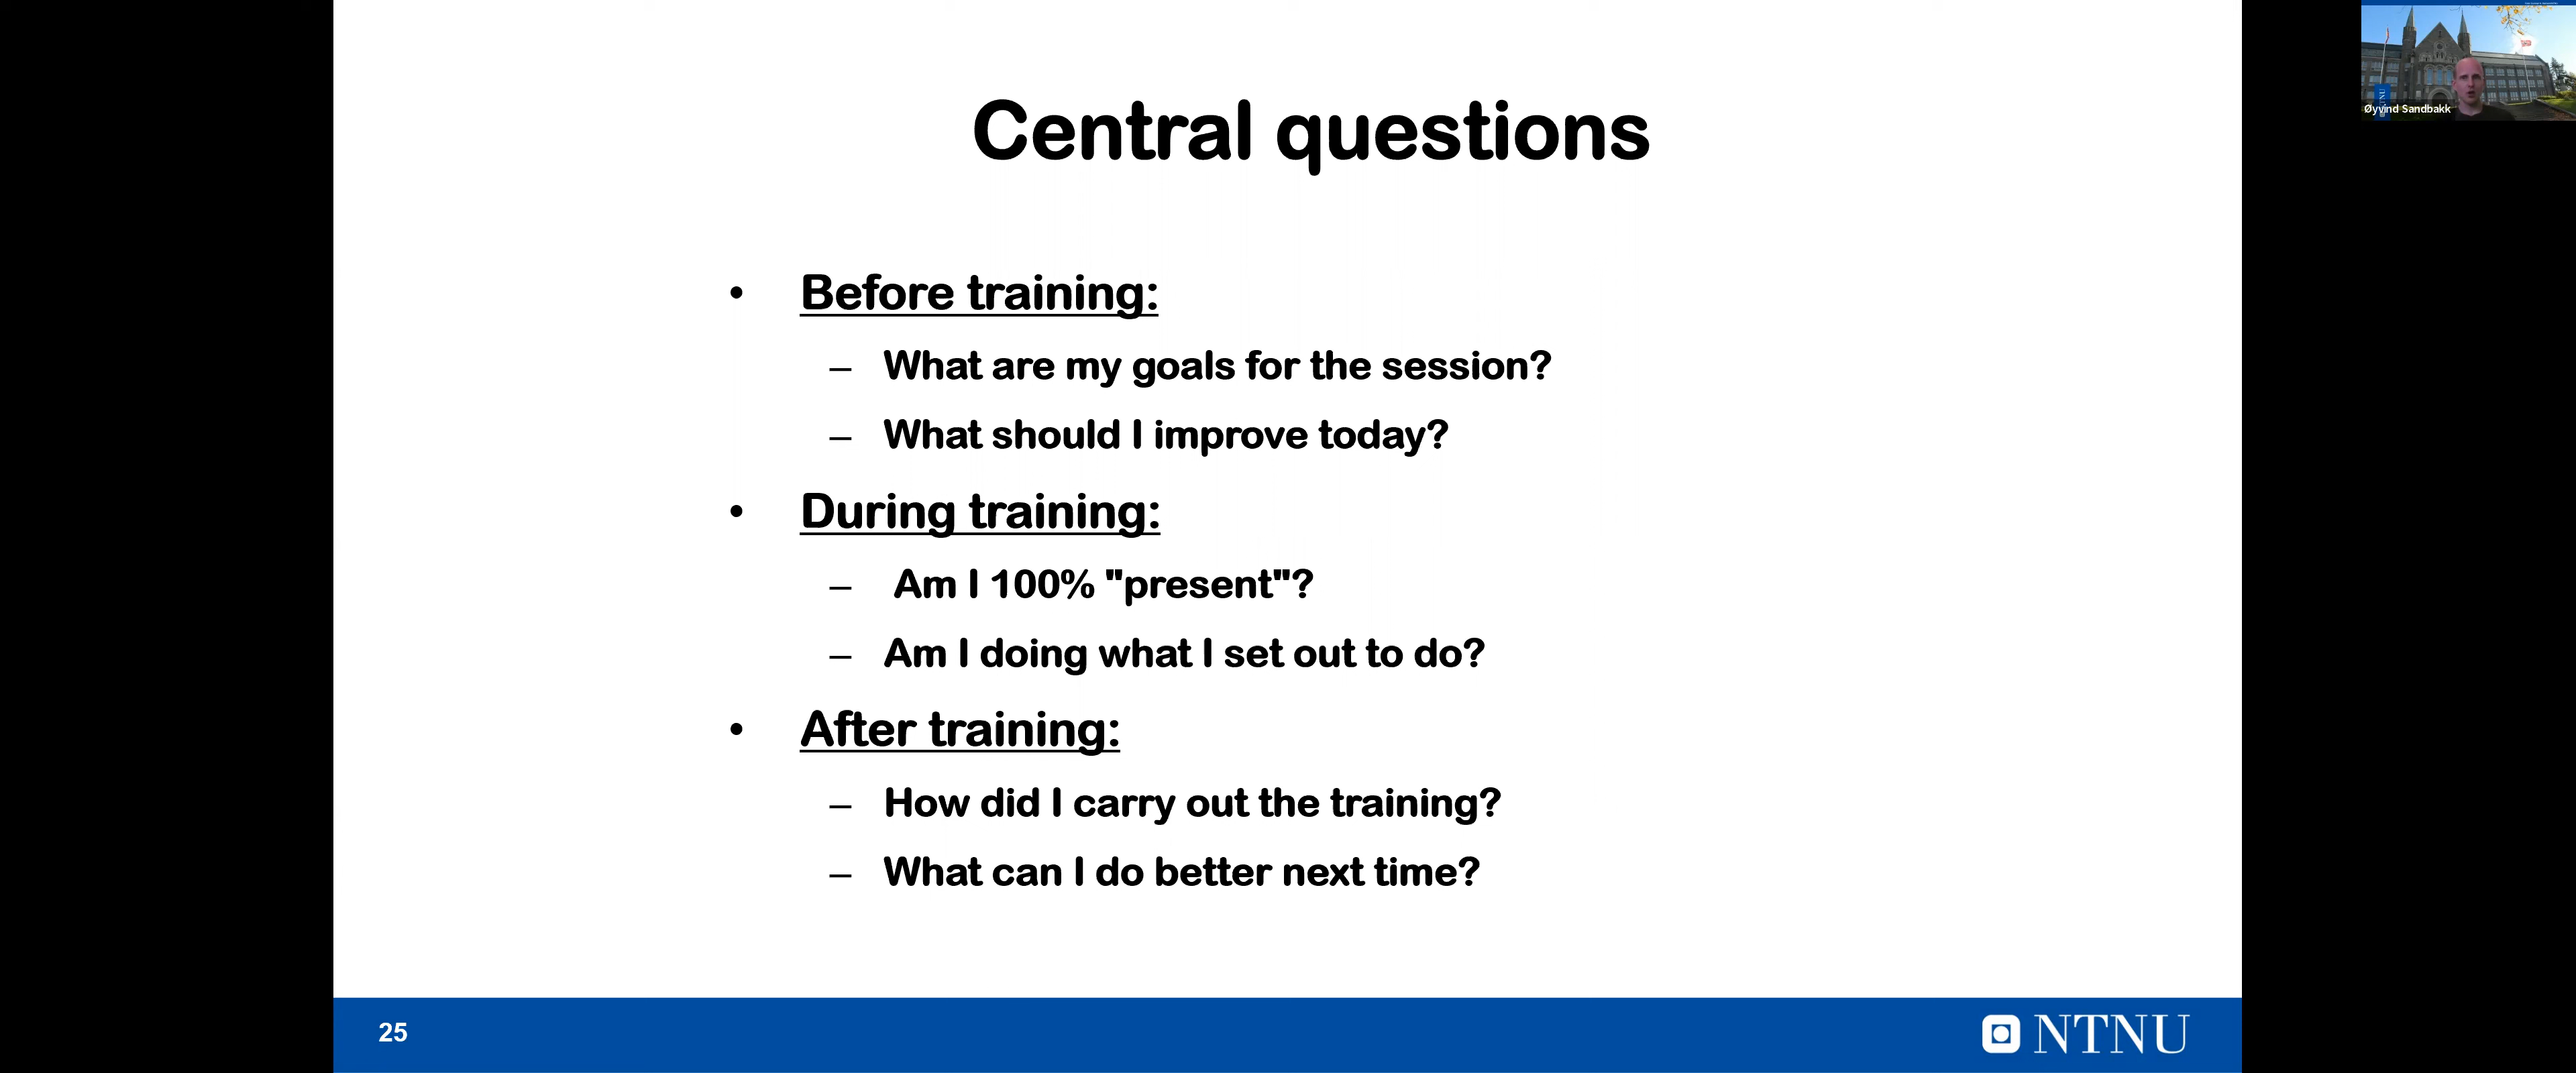 Central questions
• Before training:
– What are my goals for the session?
– What should I improve today?
• During training:
– Am I 100% "present"?
– Am I doing what I set out to do?
• After training:
– How did I carry out the training?
– What can I do better next time?
25
NTNU
Øyvind Sandbakk
NTNU